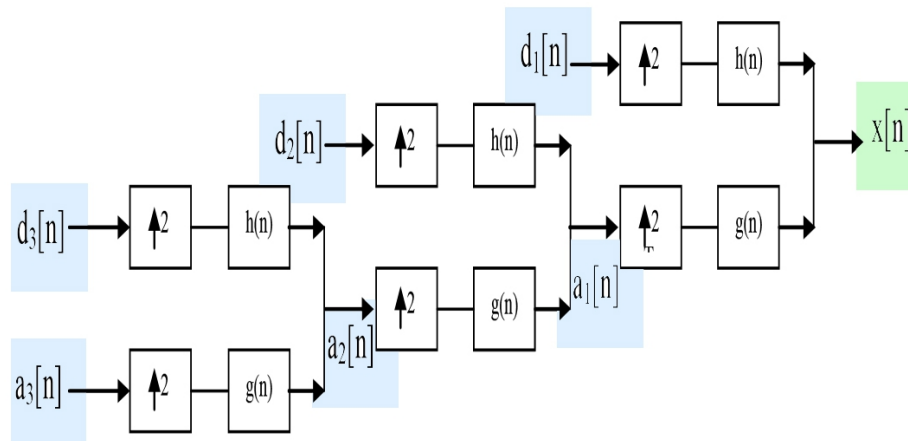 d₁[n] ↑2 h(n)
d₂[n] ↑2 h(n) x[n]
d₃[n] ↑2 h(n) ↑2 g(n)
a₁[n]
↑2 g(n)
a₂[n]
a₃[n] ↑2 g(n)